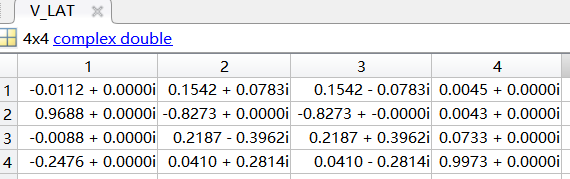 V_LAT
4x4 complex double
1 2 3 4
1 -0.0112 + 0.0000i 0.1542 + 0.0783i 0.1542 - 0.0783i 0.0045 + 0.0000i
2 0.9688 + 0.0000i -0.8273 + 0.0000i -0.8273 + -0.0000i 0.0043 + 0.0000i
3 -0.0088 + 0.0000i 0.2187 - 0.3962i 0.2187 + 0.3962i 0.0733 + 0.0000i
4 -0.2476 + 0.0000i 0.0410 + 0.2814i 0.0410 - 0.2814i 0.9973 + 0.0000i